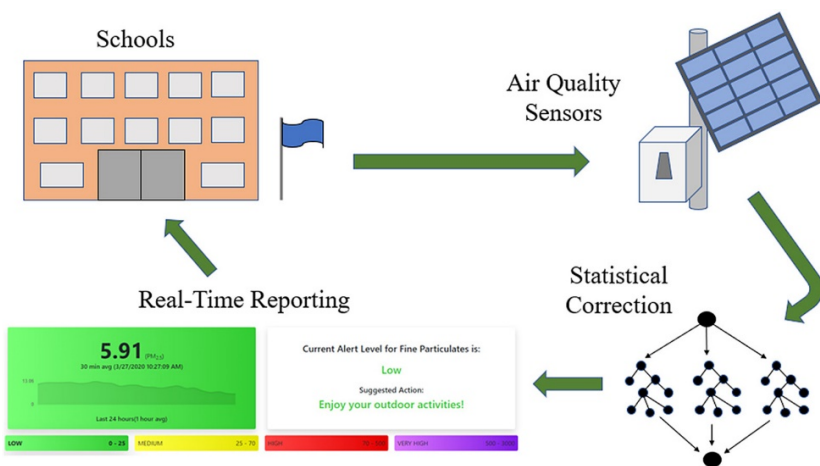 Schools
Air Quality
Sensors
Statistical
Correction
Real-Time Reporting
5.91 (PM2.5)
30 min avg (3/27/2020 10:27:09 AM)
0
Last 24 hours(1 hour avg)
Current Alert Level for Fine Particulates is:
Low
Suggested Action:
Enjoy your outdoor activities!
LOW 0 - 25
MEDIUM 25 - 70
HIGH
VERY HIGH